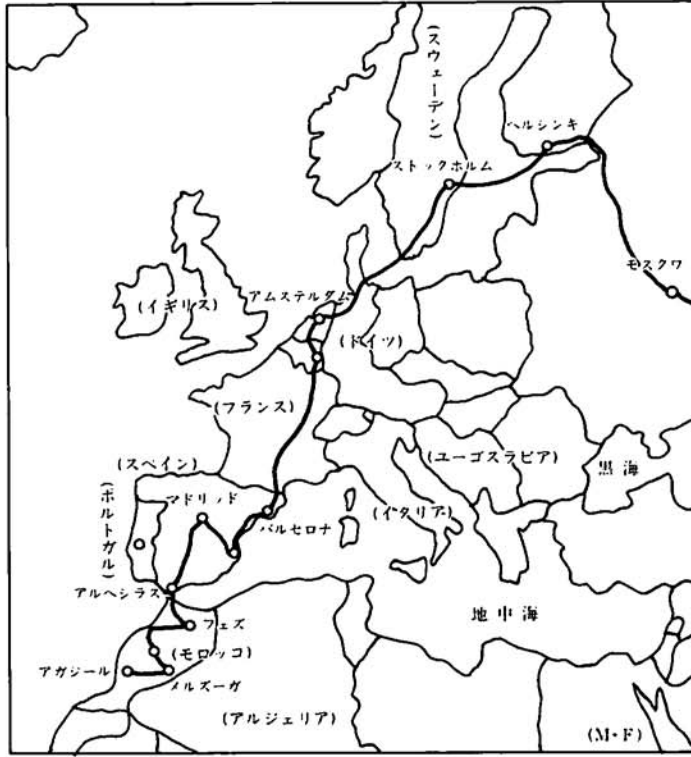 (スウェーデン)
ヘルシンキ
ストックホルム
モスクワ
アムステルダム
(イギリス)
(ドイツ)
(フランス)
(スペイン)
(ユーゴスラビア)
黒海
(ポルトガル)
マドリッド
(イタリア)
バルセロナ
アルヘシラス
地中海
フェズ
(モロッコ)
アガジール
メルズーガ
(アルジェリア)
(M・F)